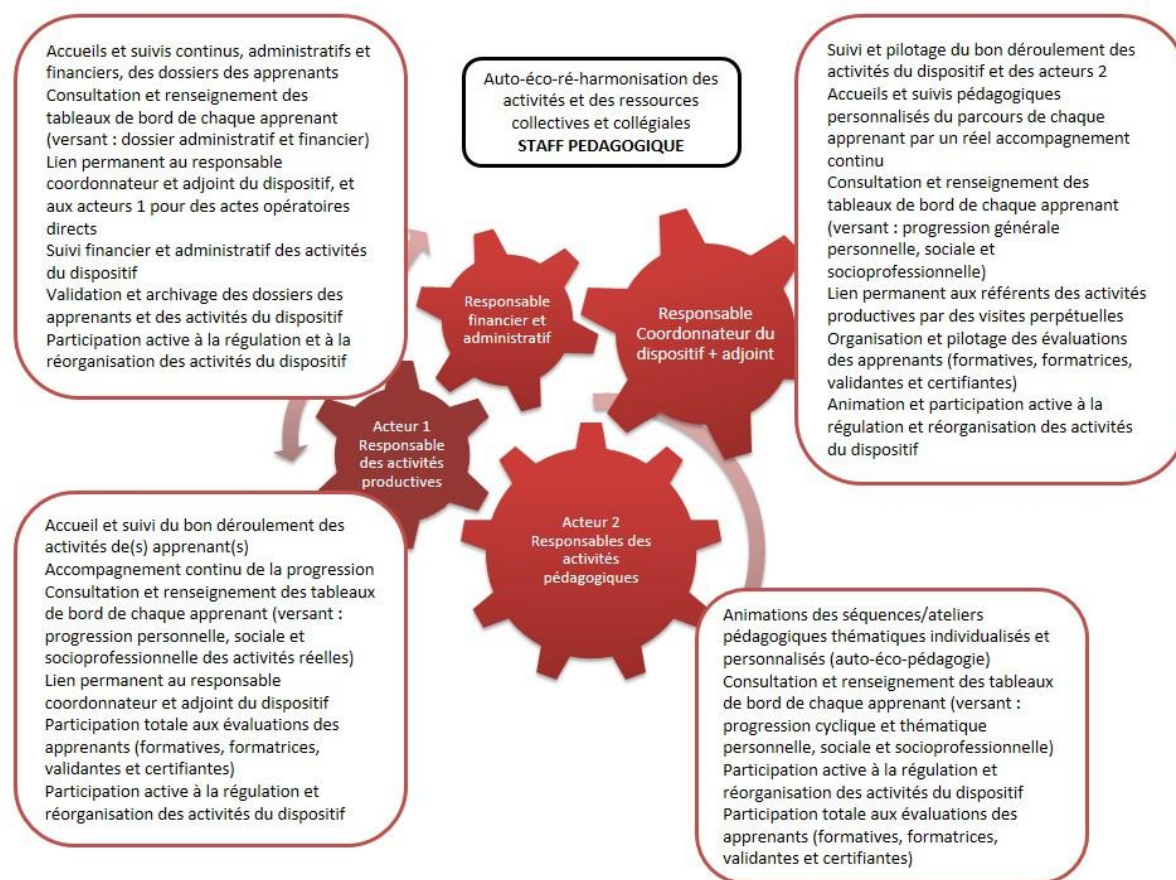 Accueils et suivis continus, administratifs et
financiers, des dossiers des apprenants
Consultation et renseignement des
tableaux de bord de chaque apprenant
(versant : dossier administratif et financier)
Lien permanent au responsable
coordonnateur et adjoint du dispositif, et
aux acteurs 1 pour des actes opératoires
directs
Suivi financier et administratif des activités
du dispositif
Validation et archivage des dossiers des
apprenants et des activités du dispositif
Participation active à la régulation et à la
réorganisation des activités du dispositif
Auto-éco-ré-harmonisation des
activités et des ressources
collectives et collégiales
STAFF PEDAGOGIQUE
Suivi et pilotage du bon déroulement des
activités du dispositif et des acteurs 2
Accueils et suivis pédagogiques
personnalisés du parcours de chaque
apprenant par un réel accompagnement
continu
Consultation et renseignement des
tableaux de bord de chaque apprenant
(versant : progression générale
personnelle, sociale et
socioprofessionnelle)
Lien permanent aux référents des activités
productives par des visites perpétuelles
Organisation et pilotage des évaluations
des apprenants (formatives, formatrices,
validantes et certifiantes)
Animation et participation active à la
régulation et réorganisation des activités
du dispositif
Responsable
financier et
administratif
Responsable
Coordonnateur du
dispositif + adjoint
Acteur 1
Responsable
des activités
productives
Acteur 2
Responsables des
activités
pédagogiques
Accueil et suivi du bon déroulement des
activités de(s) apprenant(s)
Accompagnement continu de la progression
Consultation et renseignement des tableaux
de bord de chaque apprenant (versant :
progression personnelle, sociale et
socioprofessionnelle des activités réelles)
Lien permanent au responsable
coordonnateur et adjoint du dispositif
Participation totale aux évaluations des
apprenants (formatives, formatrices,
validantes et certifiantes)
Participation active à la régulation et
réorganisation des activités du dispositif
Animations des séquences/ateliers
pédagogiques thématiques individualisés et
personnalisés (auto-éco-pédagogie)
Consultation et renseignement des tableaux
de bord de chaque apprenant (versant :
progression cyclique et thématique
personnelle, sociale et socioprofessionnelle)
Participation active à la régulation et
réorganisation des activités du dispositif
Participation totale aux évaluations des
apprenants (formatives, formatrices,
validantes et certifiantes)